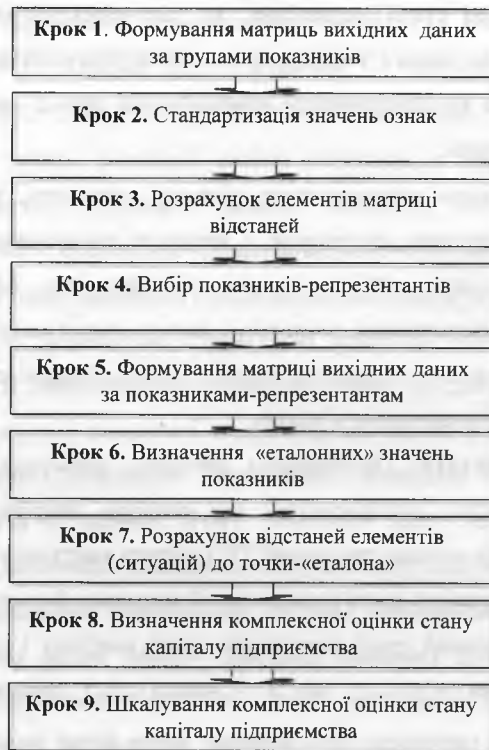 Крок 1. Формування матриць вихідних даних
за групами показників
Крок 2. Стандартизація значень ознак
Крок 3. Розрахунок елементів матриці
відстаней
Крок 4. Вибір показників-репрезентантів
Крок 5. Формування матриці вихідних даних
за показниками-репрезентантам
Крок 6. Визначення «еталонних» значень
показників
Крок 7. Розрахунок відстаней елементів
(ситуацій) до точки-«еталона»
Крок 8. Визначення комплексної оцінки стану
капіталу підприємства
Крок 9. Шкалування комплексної оцінки стану
капіталу підприємства